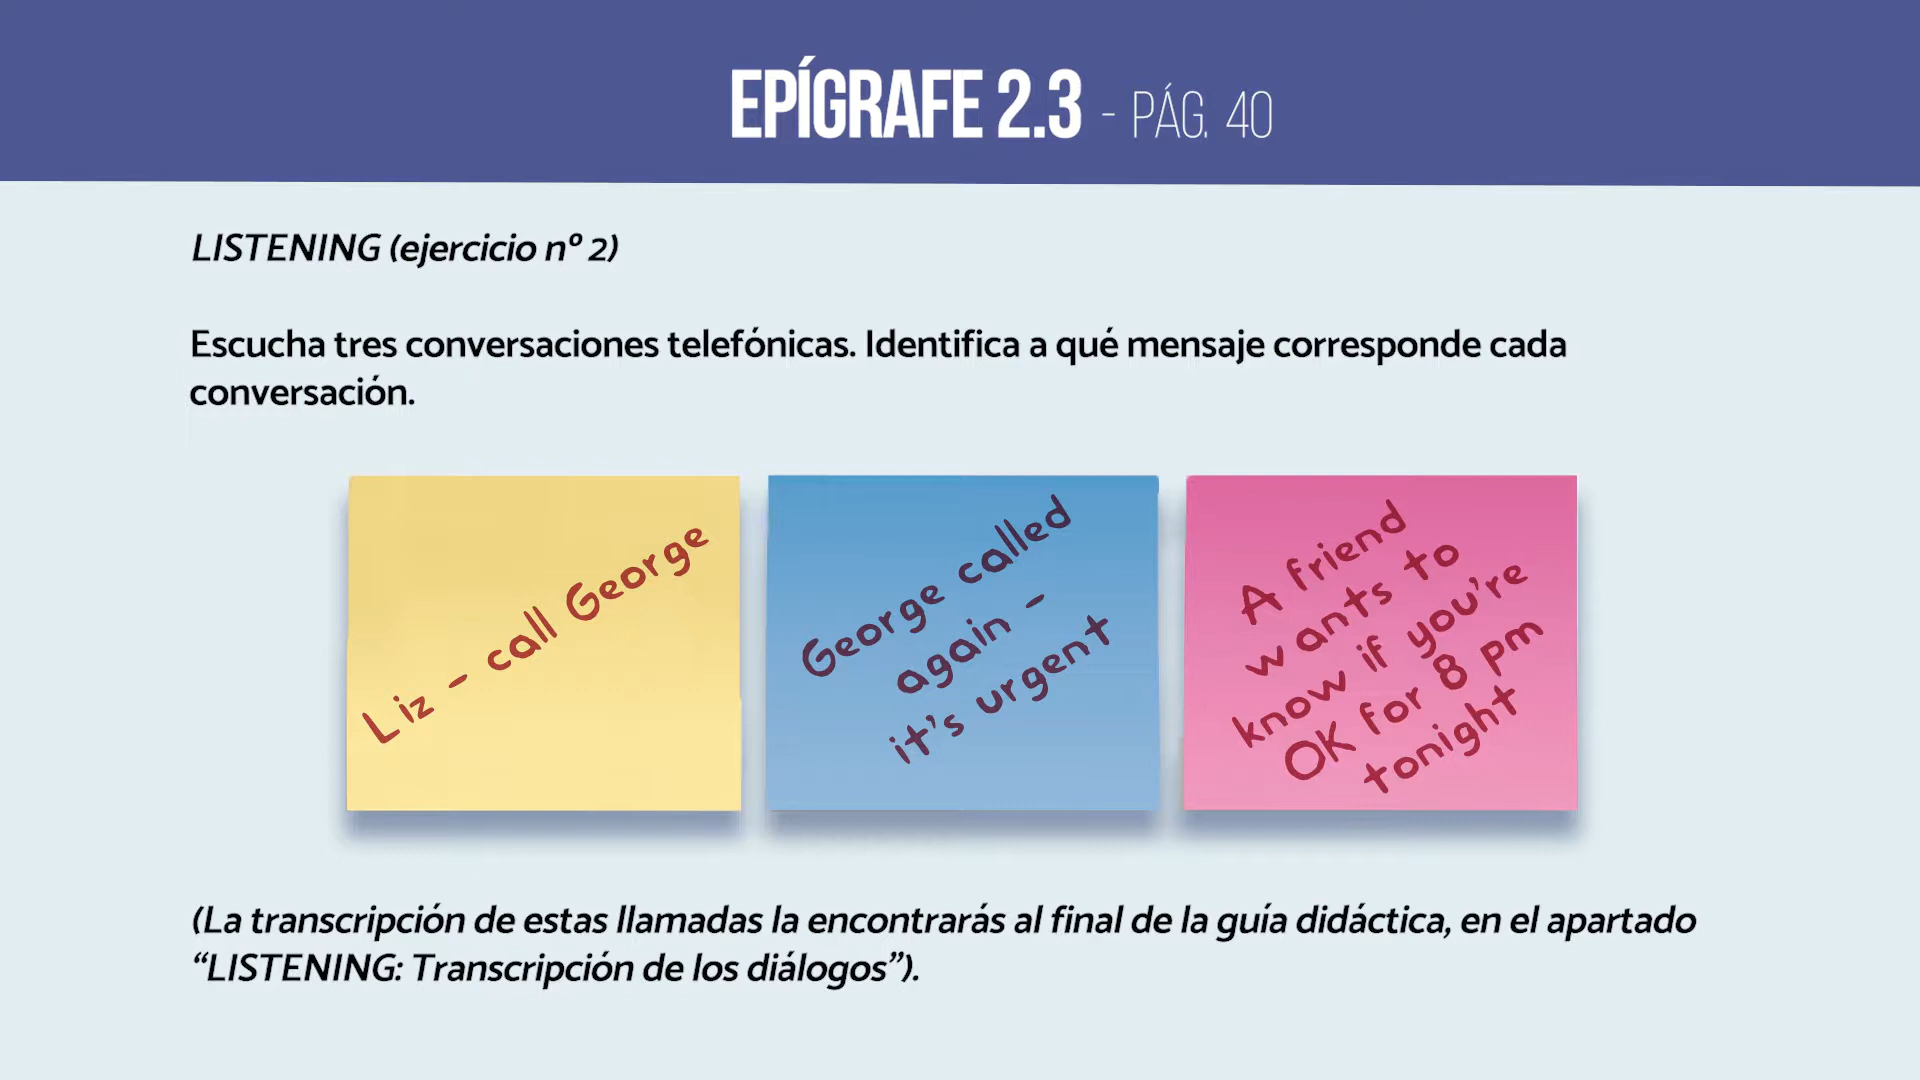 EPÍGRAFE 2.3 - PÁG. 40
LISTENING (ejercicio nº 2)
Escucha tres conversaciones telefónicas. Identifica a qué mensaje corresponde cada
conversación.
Liz - call George
George called
again -
it's urgent
A friend
wants to
know if you're
OK for 8 pm
tonight
(La transcripción de estas llamadas la encontrarás al final de la guía didáctica, en el apartado
“LISTENING: Transcripción de los diálogos”).